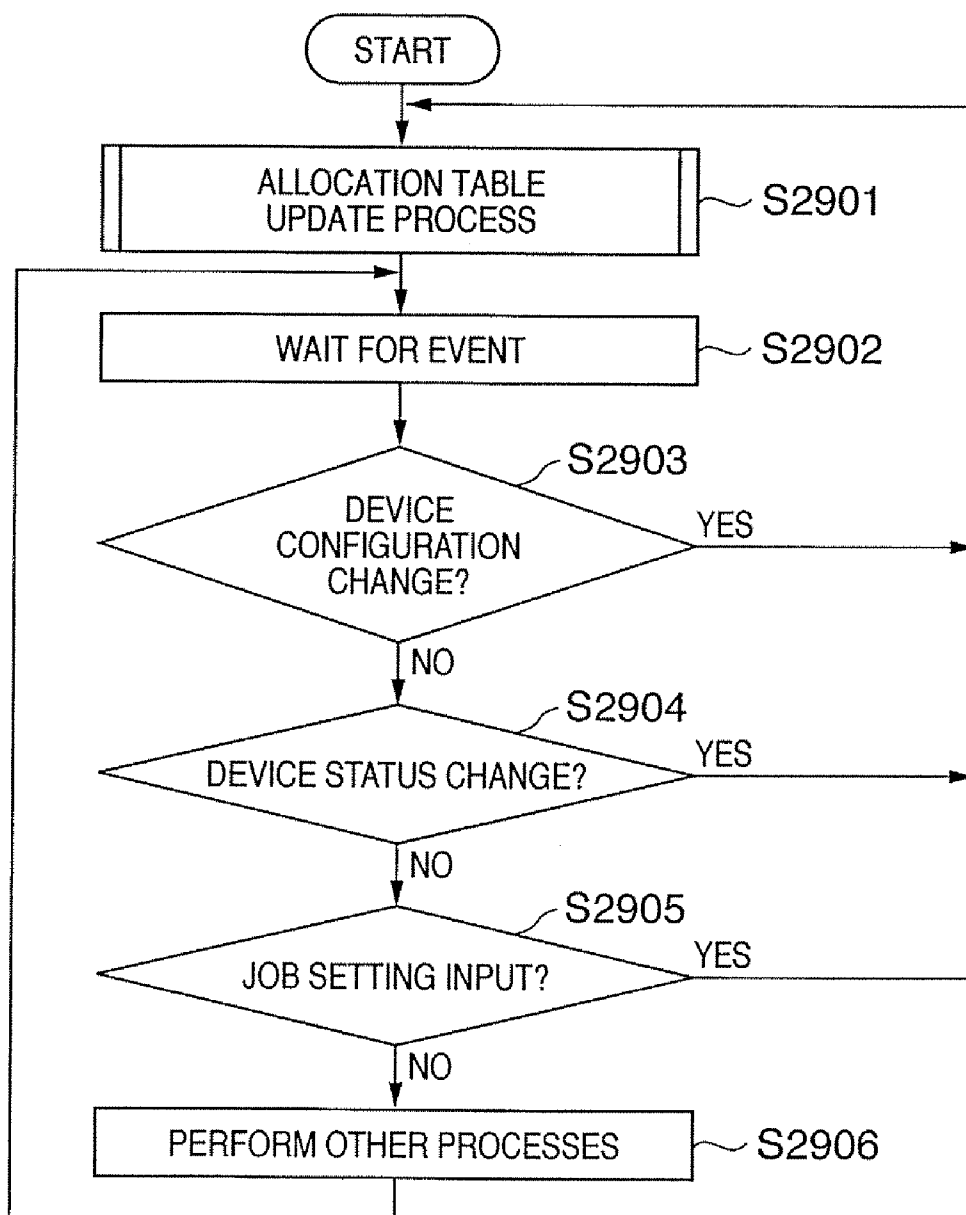 START
ALLOCATION TABLE
UPDATE PROCESS
S2901
WAIT FOR EVENT
S2902
S2903
DEVICE
CONFIGURATION
CHANGE?
YES
NO
S2904
DEVICE STATUS CHANGE?
YES
NO
S2905
JOB SETTING INPUT?
YES
NO
PERFORM OTHER PROCESSES
S2906